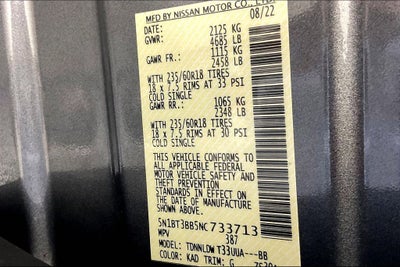 MFD BY NISSAN MOTOR CO., LTD.
08/22
DATE: 2125 KG
GVWR: 4685 LB
1115 KG
GAWR FR.: 2458 LB
WITH 235/60R18 TIRES
18 x 7.5 RIMS AT 33 PSI
COLD SINGLE
GAWR RR.: 1065 KG
2348 LB
WITH 235/60R18 TIRES
18 x 7.5 RIMS AT 30 PSI
COLD SINGLE
THIS VEHICLE CONFORMS TO
ALL APPLICABLE FEDERAL
MOTOR VEHICLE SAFETY AND
THEFT PREVENTION
STANDARDS IN EFFECT ON
THE DATE OF MANUFACTURE
SHOWN ABOVE.
5N1BT3BB5NC733713
MPV 387
MODEL: TDNNLDW T33UUA---BB
COLOR: KAD TRIM: G